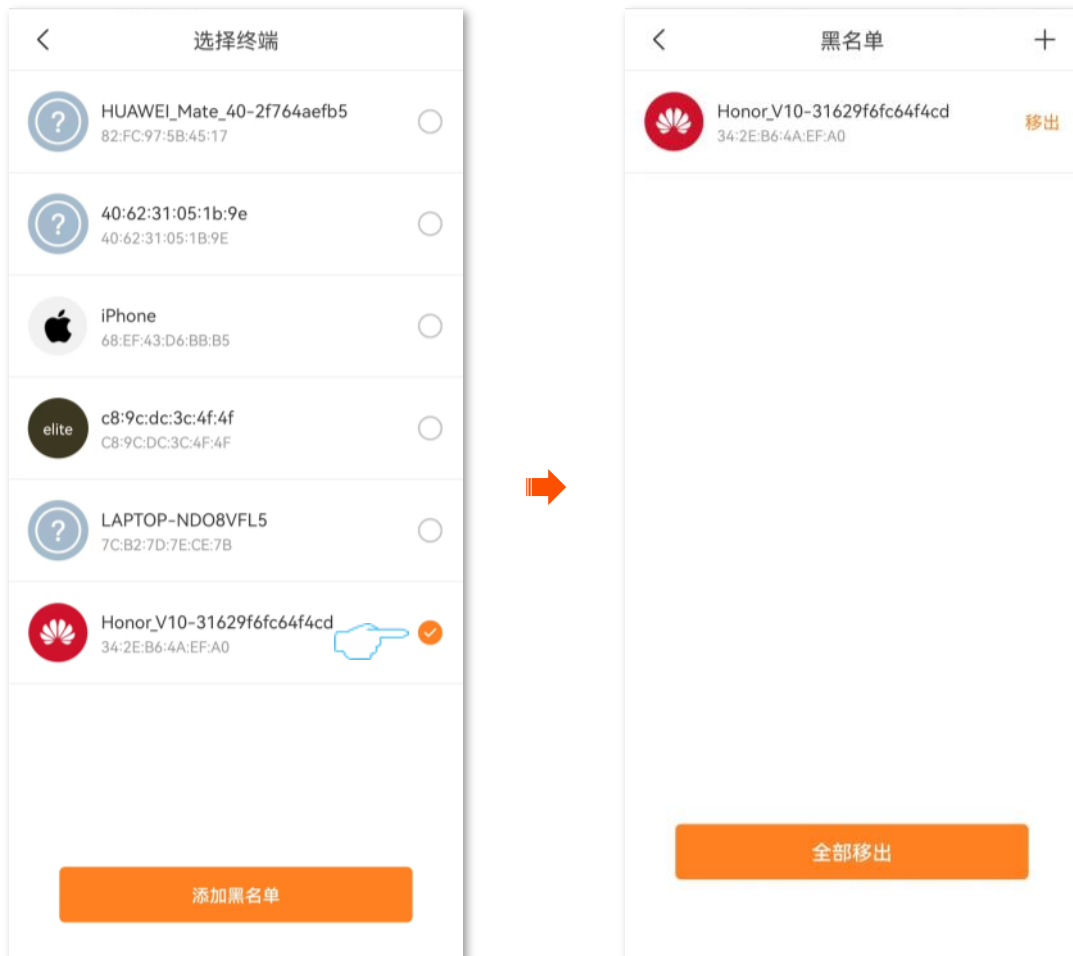 选择终端
HUAWEI_Mate_40-2f764aefb5
82:FC:97:5B:45:17
40:62:31:05:1b:9e
40:62:31:05:1B:9E
iPhone
68:EF:43:D6:BB:B5
elite
c8:9c:dc:3c:4f:4f
C8:9C:DC:3C:4F:4F
LAPTOP-NDO8VFL5
7C:B2:7D:7E:CE:7B
Honor_V10-31629f6fc64f4cd
34:2E:B6:4A:EF:A0
添加黑名单
黑名单
Honor_V10-31629f6fc64f4cd
34:2E:B6:4A:EF:A0
移出
全部移出